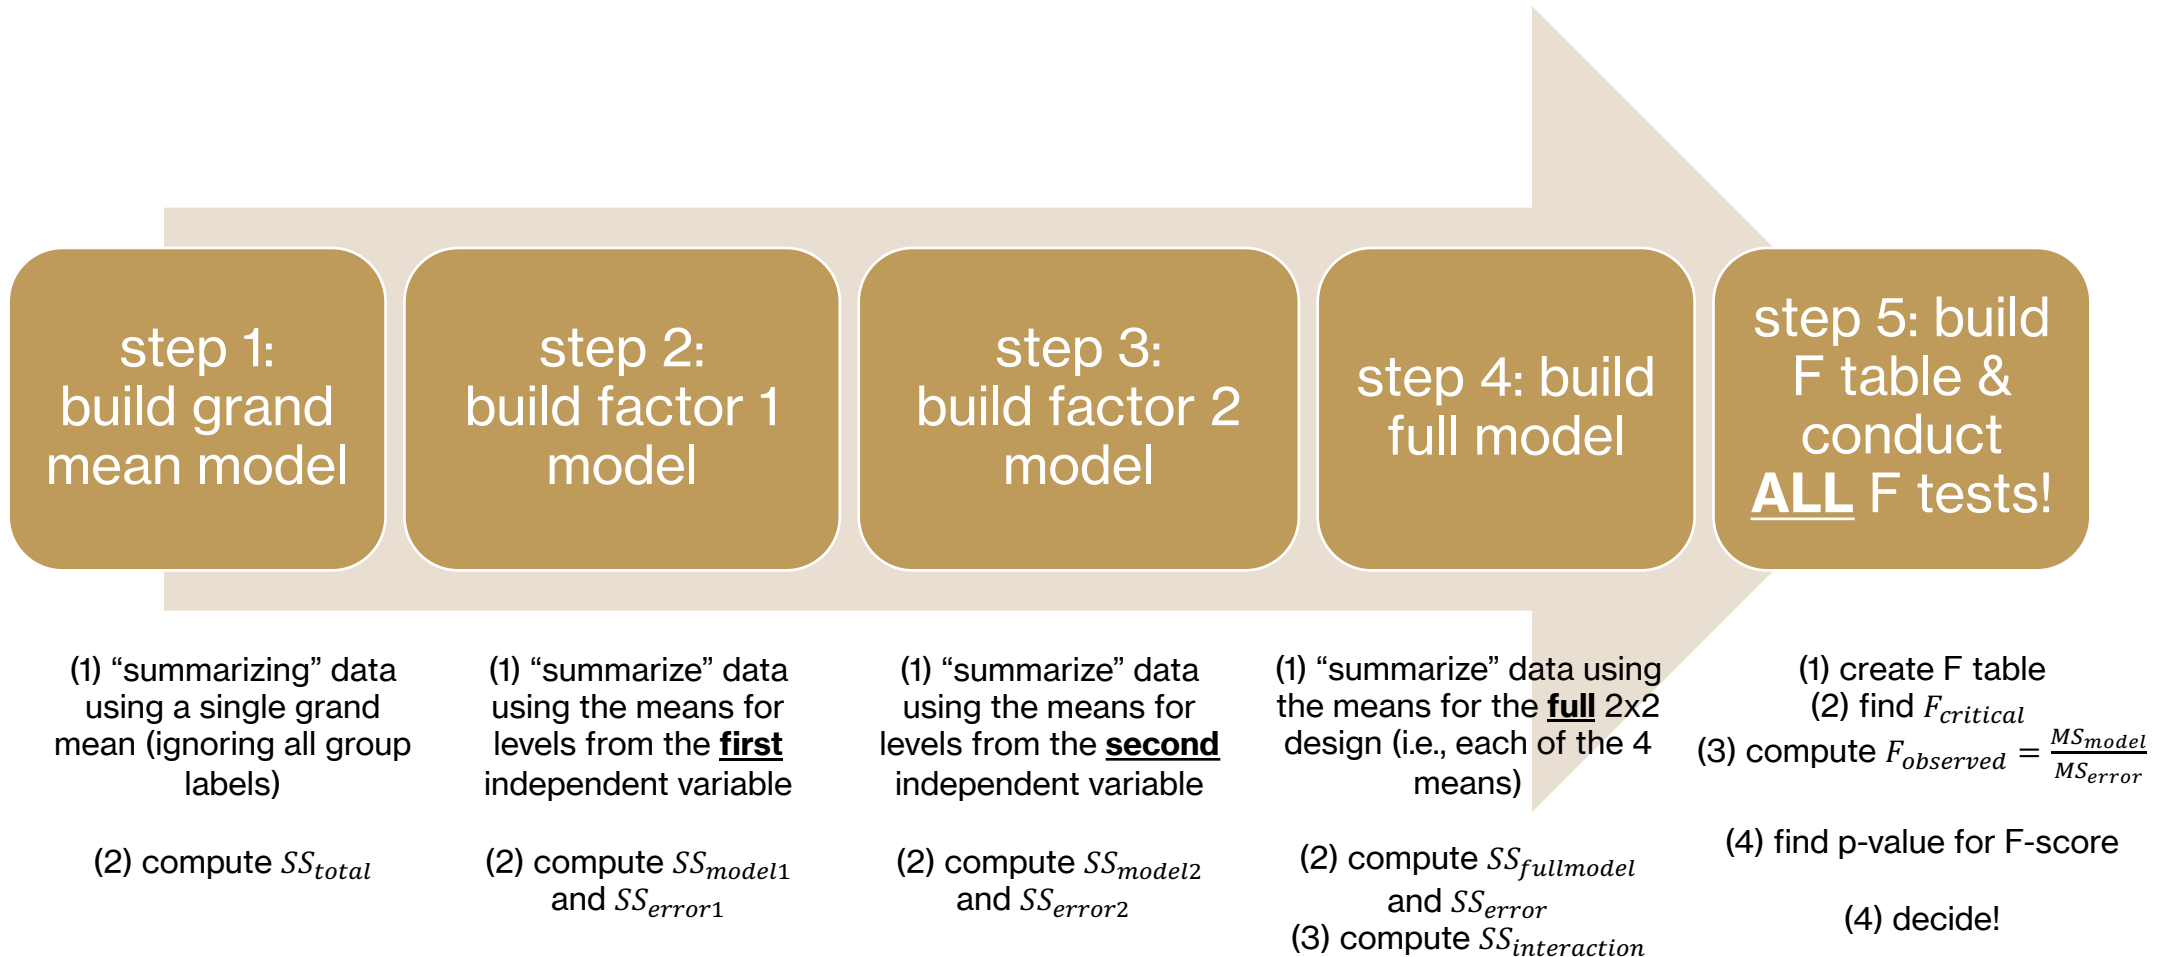 step 1:
build grand
mean model
step 2:
build factor 1
model
step 3:
build factor 2
model
step 4: build
full model
step 5: build
F table &
conduct
ALL F tests!
(1) “summarizing” data
using a single grand
mean (ignoring all group
labels)
(2) compute SS_total
(1) “summarize” data
using the means for
levels from the first
independent variable
(2) compute SS_model1
and SS_error1
(1) “summarize” data
using the means for
levels from the second
independent variable
(2) compute SS_model2
and SS_error2
(1) “summarize” data using
the means for the full 2x2
design (i.e., each of the 4
means)
(2) compute SS_fullmodel
and SS_error
(3) compute SS_interaction
(1) create F table
(2) find F_critical
(3) compute F_observed = MS_model / MS_error
(4) find p-value for F-score
(4) decide!